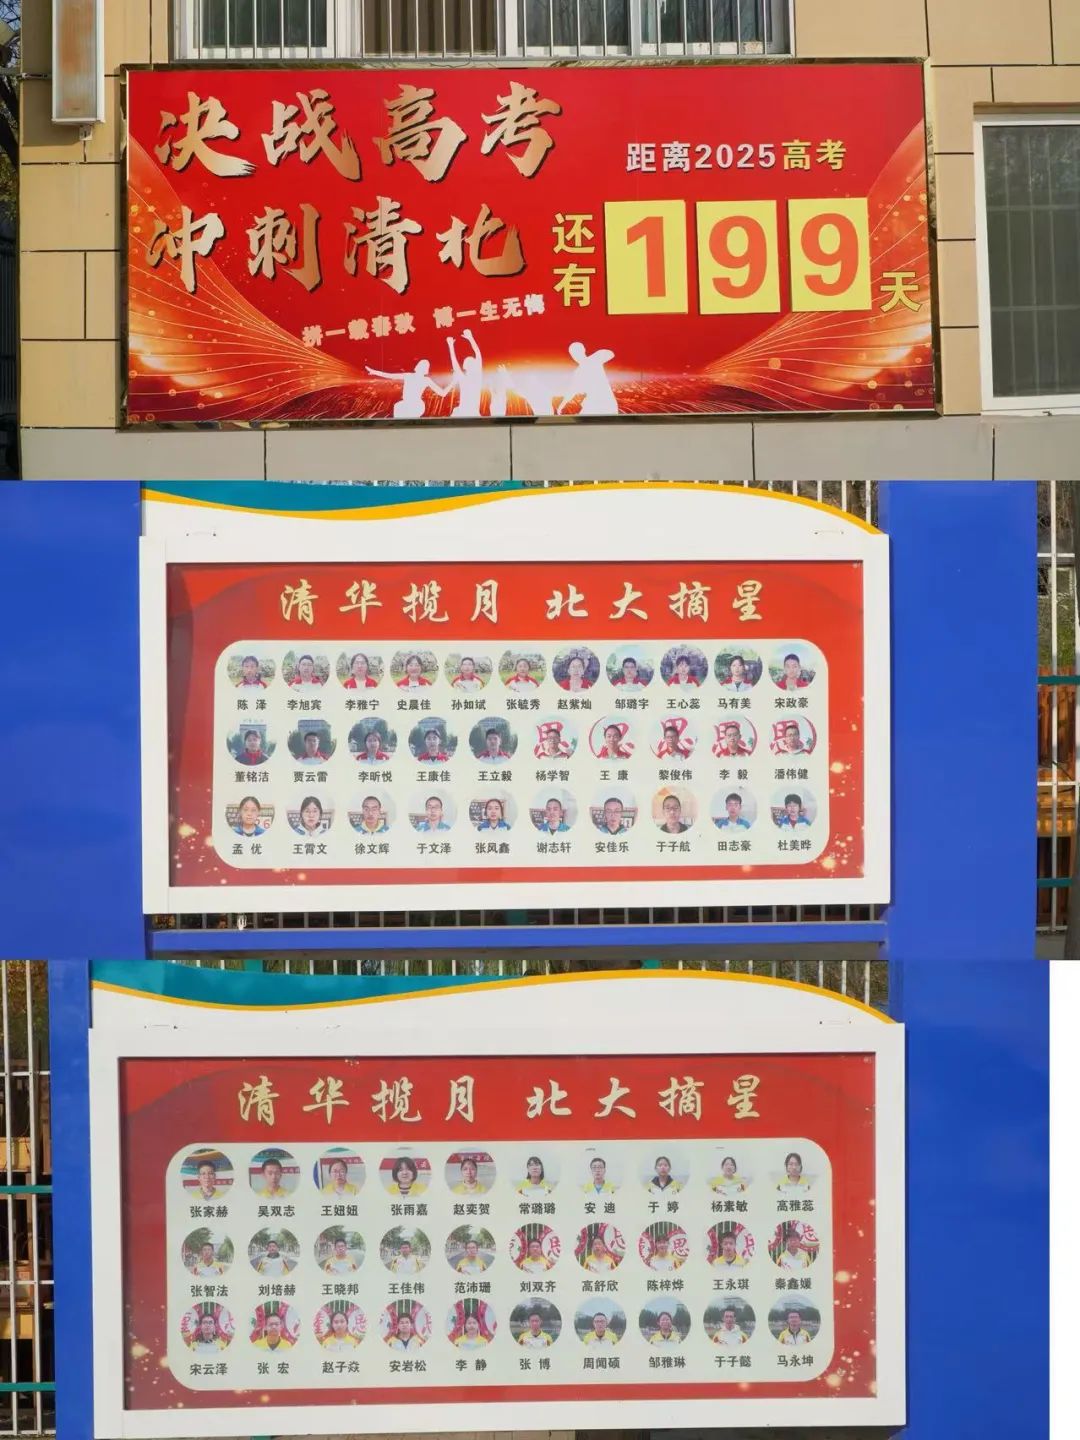 决战高考
冲刺清北
拼一载春秋 博一生无悔
距离2025高考
还有199天
清华揽月 北大摘星
陈泽 李旭宾 李雅宁 史晨佳 孙如斌 张毓秀 赵紫灿 邹璐宇 王心蕊 马有美 宋政豪
董铭洁 贾云雷 李昕悦 王康佳 王立毅 杨学智 王康 黎俊伟 李毅 潘伟健
孟优 王霄文 徐文辉 于文泽 张凤鑫 谢志轩 安佳乐 于子航 田志豪 杜美晔
清华揽月 北大摘星
张家赫 吴双志 王妞妞 张雨嘉 赵奕贺 常璐璐 安迪 于婷 杨素敏 高雅蕊
张智法 刘培赫 王晓邦 王佳伟 范沛珊 刘双齐 高舒欣 陈梓烨 王永琪 秦鑫媛
宋云泽 张宏 赵子焱 安岩松 李静 张博 周闻硕 邹雅琳 于子懿 马永坤